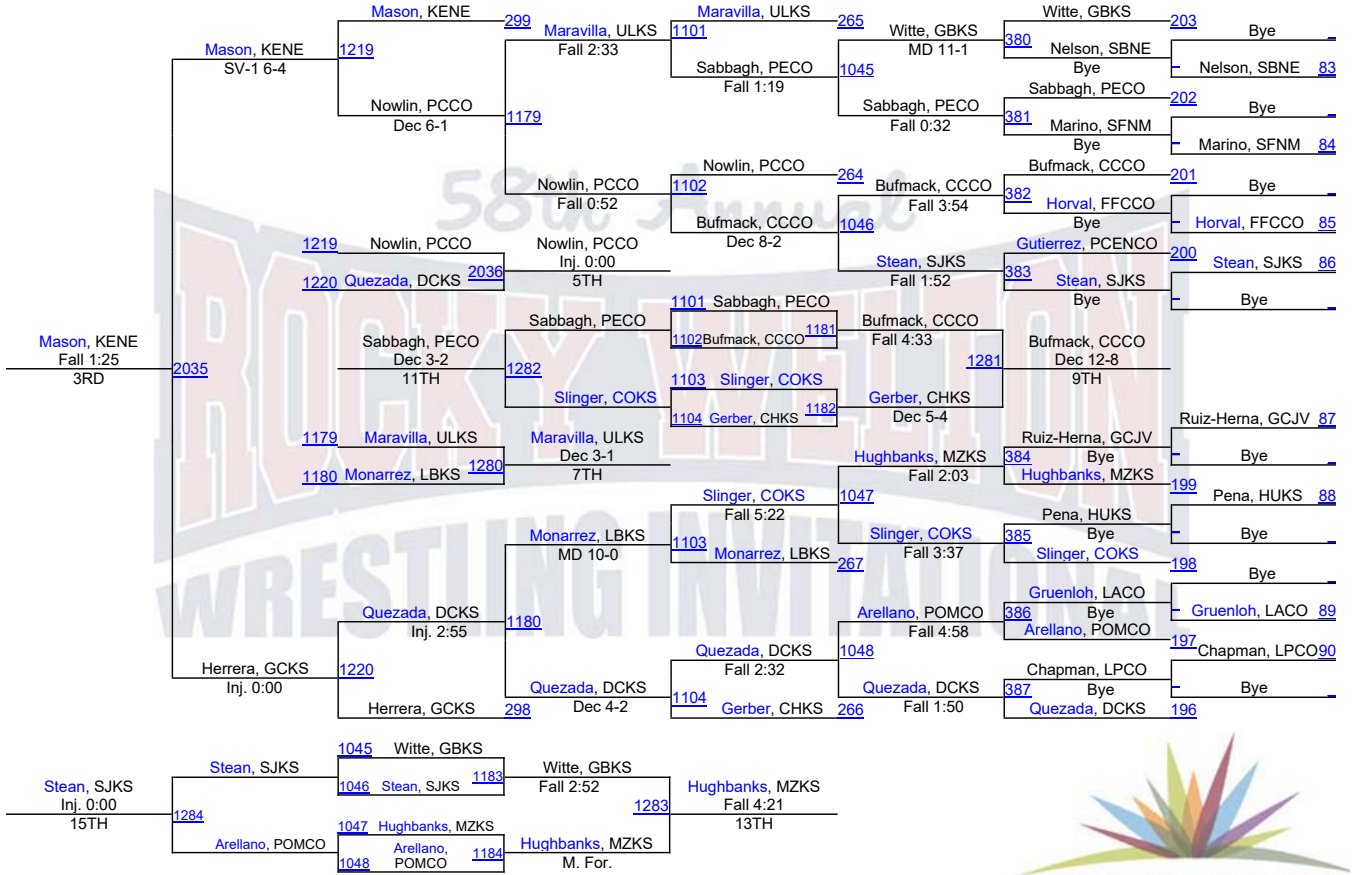 Mason, KENE
299
Maravilla, ULKS
265
Witte, GBKS
203
Bye
Mason, KENE
SV-1 6-4
1219
Maravilla, ULKS
Fall 2:33
1101
Witte, GBKS
MD 11-1
380
Nelson, SBNE
Bye
Nelson, SBNE 83
Sabbagh, PECO
Fall 1:19
1045
Sabbagh, PECO
202
Bye
Nowlin, PCCO
Dec 6-1
1179
Sabbagh, PECO
Fall 0:32
381
Marino, SFNM
Bye
Marino, SFNM 84
58th Annual
Nowlin, PCCO
264
Bufmack, CCCO
201
Bye
Nowlin, PCCO
Fall 0:52
1102
Bufmack, CCCO
Fall 3:54
382
Horval, FFCCO
Bye
Horval, FFCCO 85
Bufmack, CCCO
Dec 8-2
1046
1219 Nowlin, PCCO
Nowlin, PCCO
Inj. 0:00
5TH
Gutierrez, PCENCO
200
Stean, SJKS 86
1220 Quezada, DCKS 2036
Stean, SJKS
Fall 1:52
383
Stean, SJKS
Bye
Bye
ROCKY WELTON
1101 Sabbagh, PECO
Sabbagh, PECO
1102 Bufmack, CCCO 1181
Bufmack, CCCO
Fall 4:33
Bufmack, CCCO
Dec 12-8
9TH
Mason, KENE
Fall 1:25
3RD
2035
Sabbagh, PECO
Dec 3-2
11TH
1282
1281
1103 Slinger, COKS
Slinger, COKS
1104 Gerber, CHKS 1182
Gerber, CHKS
Dec 5-4
Ruiz-Herna, GCJV 87
1179 Maravilla, ULKS
Maravilla, ULKS
Dec 3-1
7TH
1180 Monarrez, LBKS 1280
Hughbanks, MZKS
Fall 2:03
Ruiz-Herna, GCJV
384
Bye
Bye
Hughbanks, MZKS
199
Slinger, COKS
Fall 5:22
1047
Pena, HUKS 88
Pena, HUKS
Monarrez, LBKS
MD 10-0
1103
Slinger, COKS
Fall 3:37
385
Bye
Bye
Monarrez, LBKS
267
Slinger, COKS
198
WRESTLING INVITATIONAL
Bye
Gruenloh, LACO
Quezada, DCKS
Inj. 2:55
1180
Arellano, POMCO
Fall 4:58
386
Bye
Gruenloh, LACO 89
Arellano, POMCO
197
Quezada, DCKS
Fall 2:32
1048
Chapman, LPCO 90
Herrera, GCKS
Inj. 0:00
1220
Chapman, LPCO
Quezada, DCKS
Dec 4-2
1104
Quezada, DCKS
Fall 1:50
387
Bye
Bye
Herrera, GCKS
298
Gerber, CHKS
266
Quezada, DCKS
196
1045 Witte, GBKS
Stean, SJKS
Witte, GBKS
Fall 2:52
1046 Stean, SJKS 1183
Stean, SJKS
Inj. 0:00
15TH
1284
1283
Hughbanks, MZKS
Fall 4:21
13TH
1047 Hughbanks, MZKS
Arellano, POMCO
1048
Arellano,
POMCO
1184
Hughbanks, MZKS
M. For.